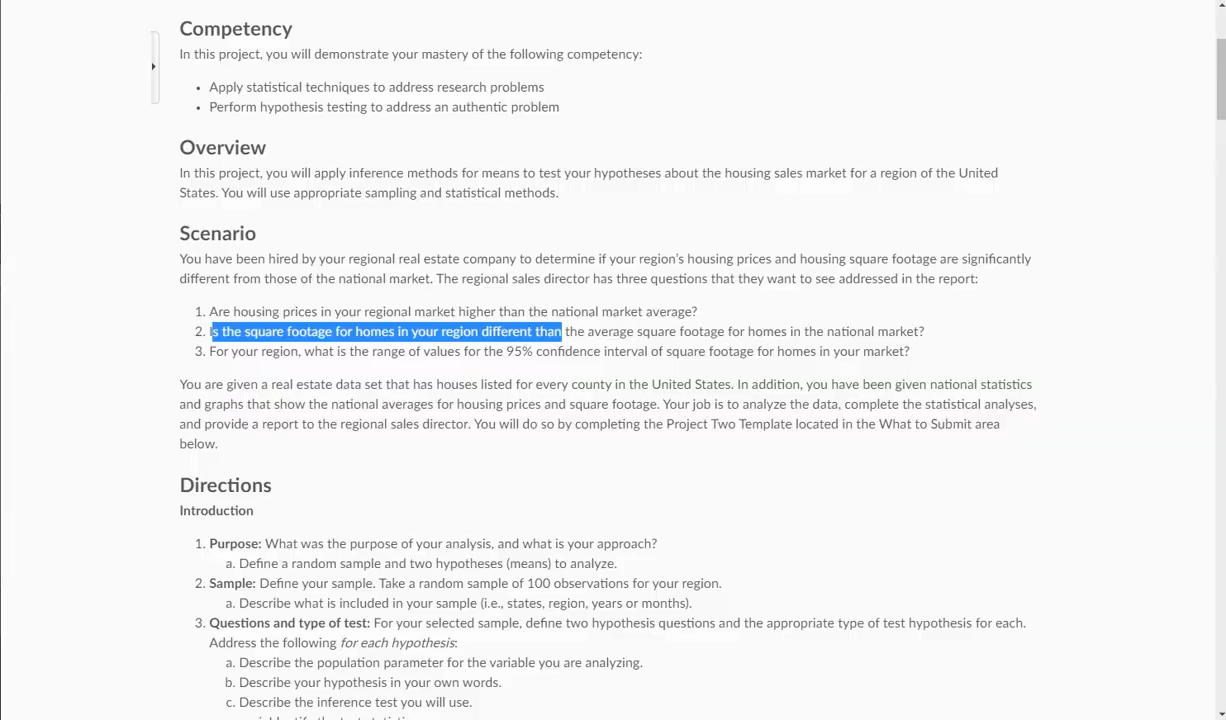 Competency
In this project, you will demonstrate your mastery of the following competency:
• Apply statistical techniques to address research problems
• Perform hypothesis testing to address an authentic problem
Overview
In this project, you will apply inference methods for means to test your hypotheses about the housing sales market for a region of the United
States. You will use appropriate sampling and statistical methods.
Scenario
You have been hired by your regional real estate company to determine if your region's housing prices and housing square footage are significantly
different from those of the national market. The regional sales director has three questions that they want to see addressed in the report:
1. Are housing prices in your regional market higher than the national market average?
2. Is the square footage for homes in your region different than the average square footage for homes in the national market?
3. For your region, what is the range of values for the 95% confidence interval of square footage for homes in your market?
You are given a real estate data set that has houses listed for every county in the United States. In addition, you have been given national statistics
and graphs that show the national averages for housing prices and square footage. Your job is to analyze the data, complete the statistical analyses,
and provide a report to the regional sales director. You will do so by completing the Project Two Template located in the What to Submit area
below.
Directions
Introduction
1. Purpose: What was the purpose of your analysis, and what is your approach?
a. Define a random sample and two hypotheses (means) to analyze.
2. Sample: Define your sample. Take a random sample of 100 observations for your region.
a. Describe what is included in your sample (i.e., states, region, years or months).
3. Questions and type of test: For your selected sample, define two hypothesis questions and the appropriate type of test hypothesis for each.
Address the following for each hypothesis:
a. Describe the population parameter for the variable you are analyzing.
b. Describe your hypothesis in your own words.
c. Describe the inference test you will use.